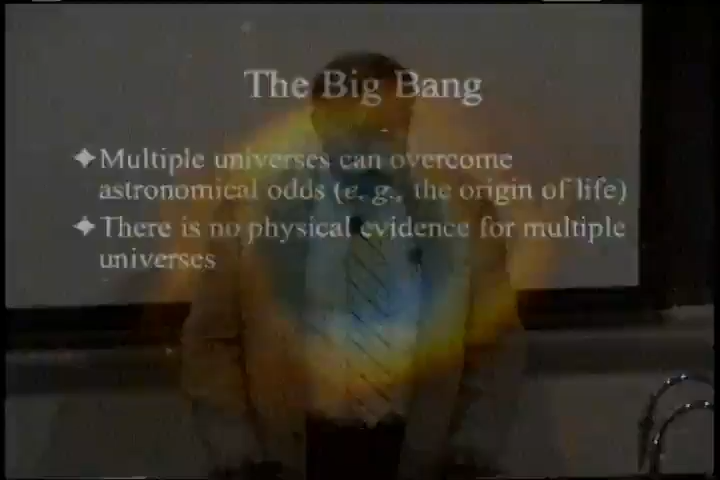 The Big Bang
Multiple universes can overcome
astronomical odds (e. g., the origin of life)
There is no physical evidence for multiple
universes